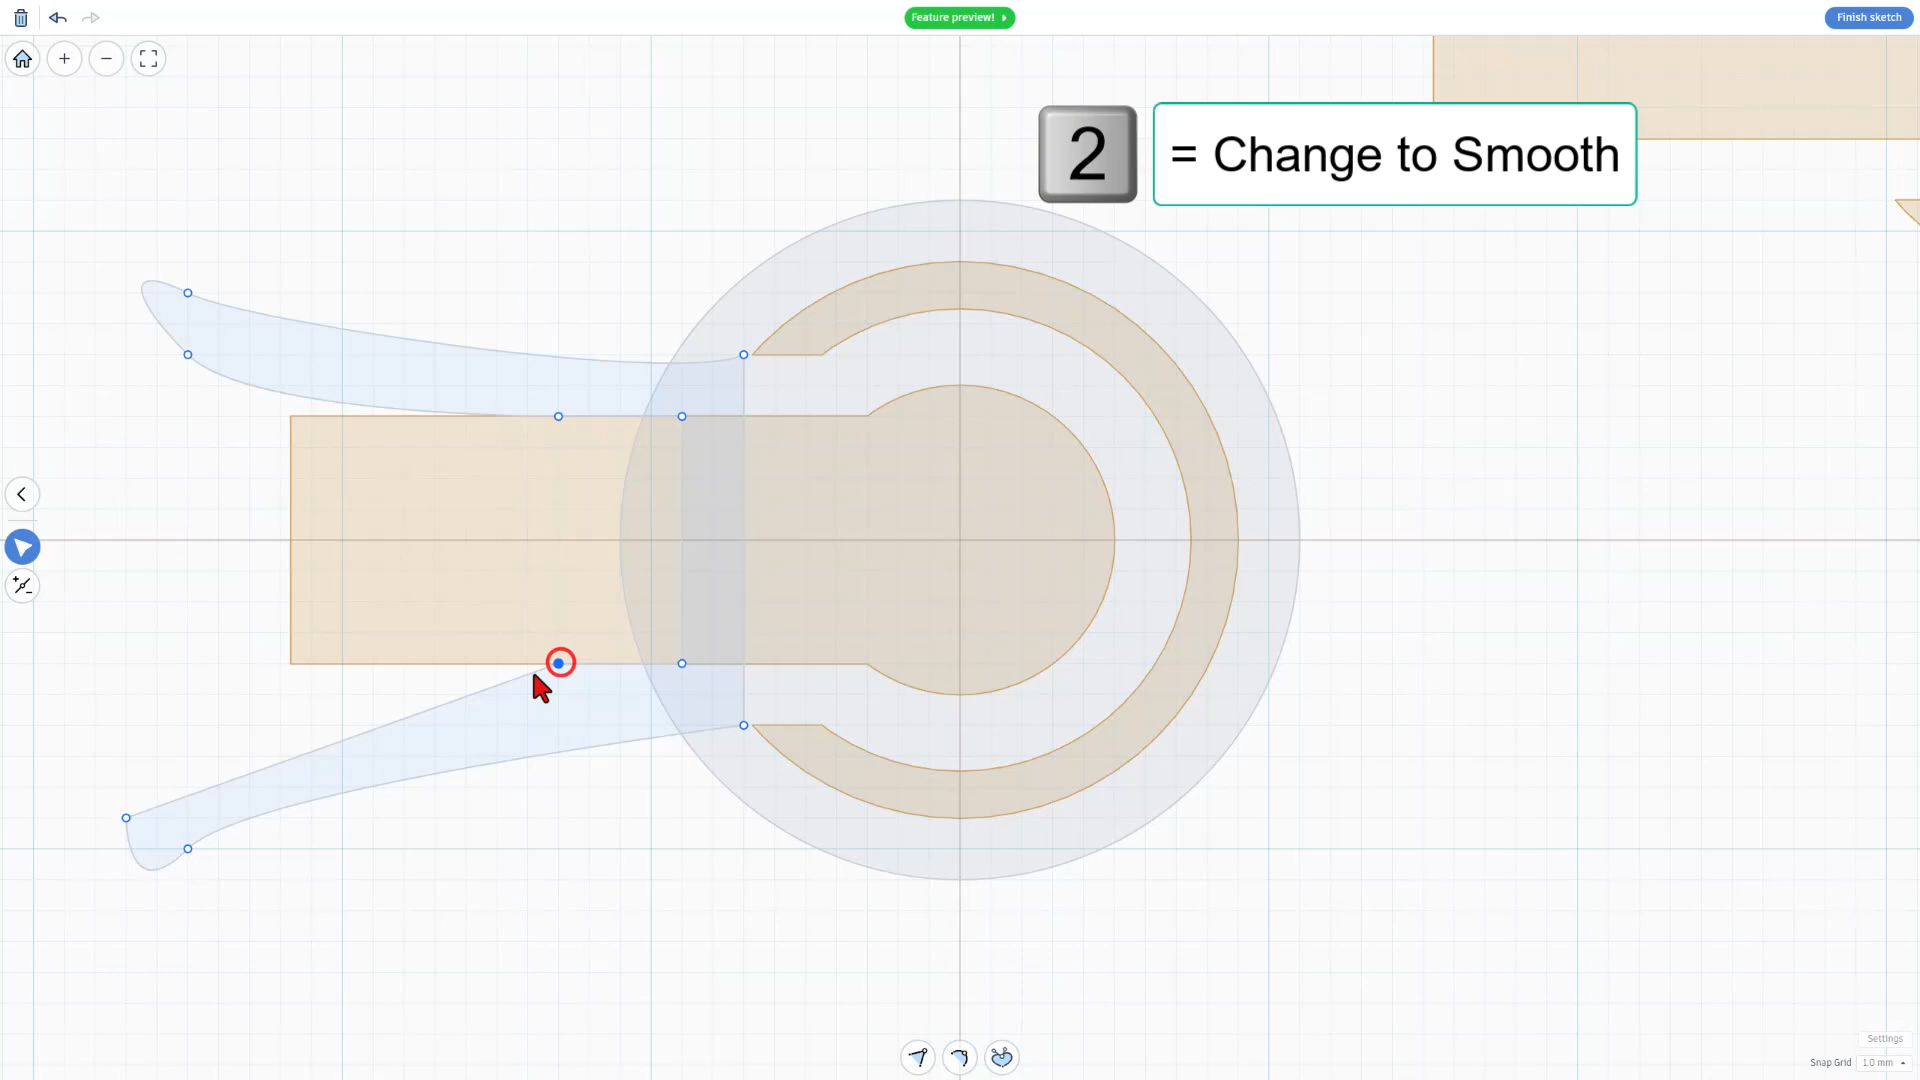 Feature preview!
Finish sketch
2
= Change to Smooth
Settings
Snap Grid 1.0 mm